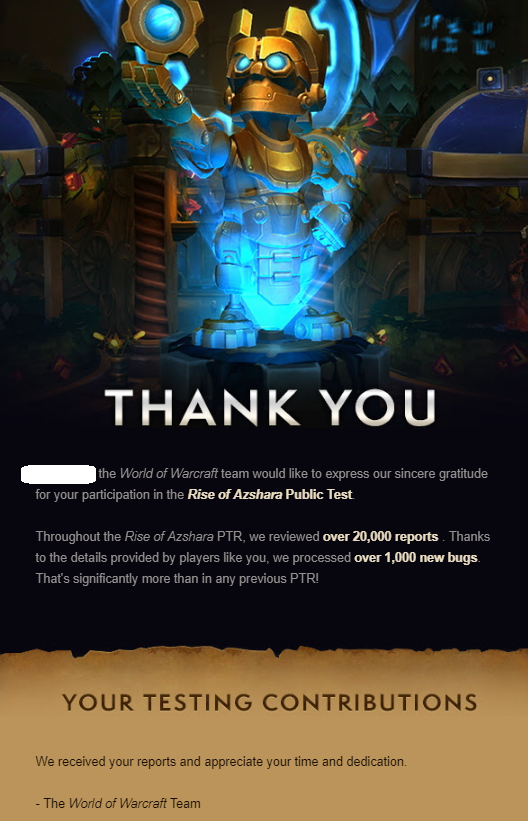 THANK YOU
the World of Warcraft team would like to express our sincere gratitude
for your participation in the Rise of Azshara Public Test.
Throughout the Rise of Azshara PTR, we reviewed over 20,000 reports . Thanks
to the details provided by players like you, we processed over 1,000 new bugs.
That's significantly more than in any previous PTR!
YOUR TESTING CONTRIBUTIONS
We received your reports and appreciate your time and dedication.
- The World of Warcraft Team